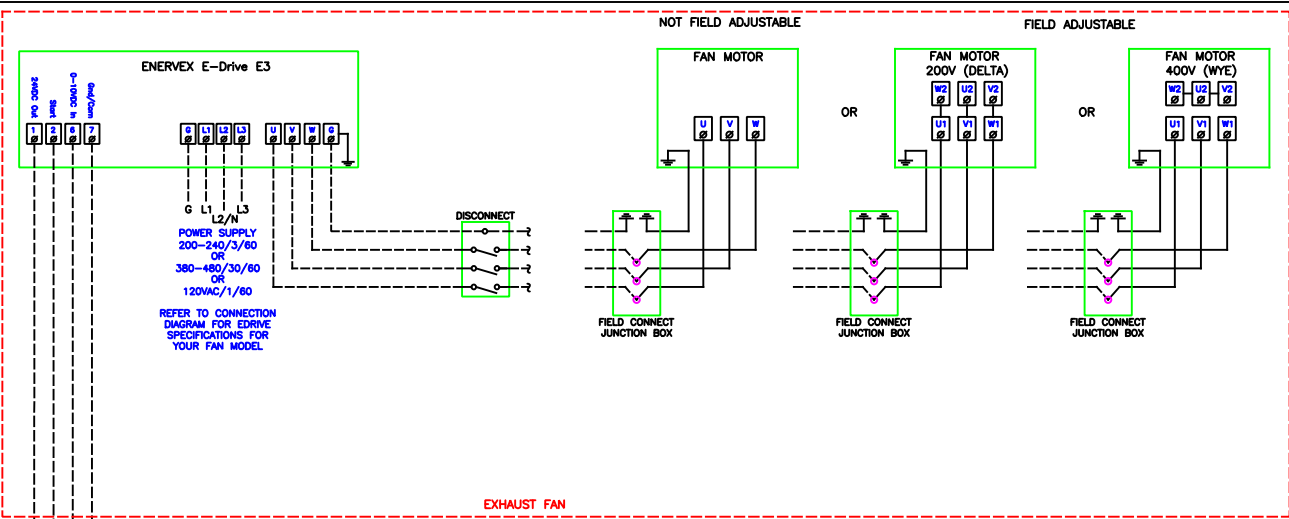 NOT FIELD ADJUSTABLE
FIELD ADJUSTABLE
ENERVEX E-Drive E3
24VDC Out
Start
0-10VDC In
Gnd/Com
1
2
6
7
G
L1
L2
L3
U
V
W
G
G
L1
L2/N
L3
POWER SUPPLY
200-240/3/60
OR
380-480/30/60
OR
120VAC/1/60
REFER TO CONNECTION
DIAGRAM FOR EDRIVE
SPECIFICATIONS FOR
YOUR FAN MODEL
DISCONNECT
FAN MOTOR
U
V
W
FIELD CONNECT
JUNCTION BOX
OR
FAN MOTOR
200V (DELTA)
W2
U2
V2
U1
V1
W1
FIELD CONNECT
JUNCTION BOX
OR
FAN MOTOR
400V (WYE)
W2
U2
V2
U1
V1
W1
FIELD CONNECT
JUNCTION BOX
EXHAUST FAN